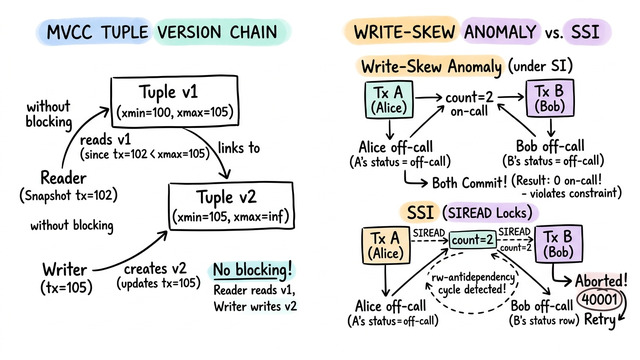 MVCC TUPLE VERSION CHAIN
Tuple v1
(xmin=100, xmax=105)
without
blocking
reads v1
(since tx=102 < xmax=105)
links to
Reader
(Snapshot tx=102)
Tuple v2
(xmin=105, xmax=inf)
without blocking
Writer
(tx=105)
creates v2
(updates tx=105)
No blocking!
Reader reads v1,
Writer writes v2
WRITE-SKEW ANOMALY vs. SSI
Write-Skew Anomaly (under SI)
Tx A
(Alice)
count=2
on-call
Tx B
(Bob)
Alice off-call
(A's status = off-call)
Bob off-call
(B's status = off-call)
Both Commit! (Result: 0 on-call!
- violates constraint)
SSI (SIREAD Locks)
Tx A
(Alice)
SIREAD
count=2
SIREAD
count=2
Tx B
(Bob)
rw-antidependency
cycle detected!
Alice off-call
(A's status=off-call)
Bob off-call
(B's status row)
Aborted!
40001
Retry